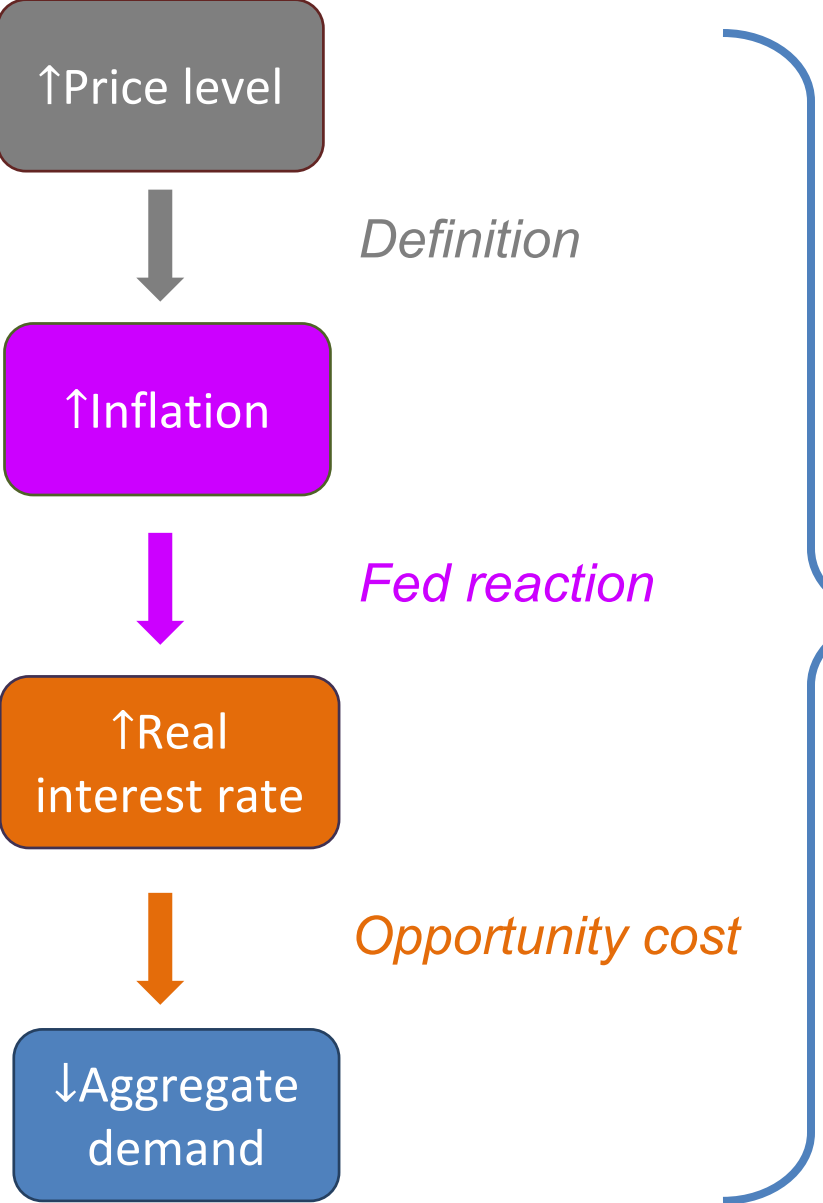 ↑Price level
Definition
↑Inflation
Fed reaction
↑Real
interest rate
Opportunity cost
↓Aggregate
demand